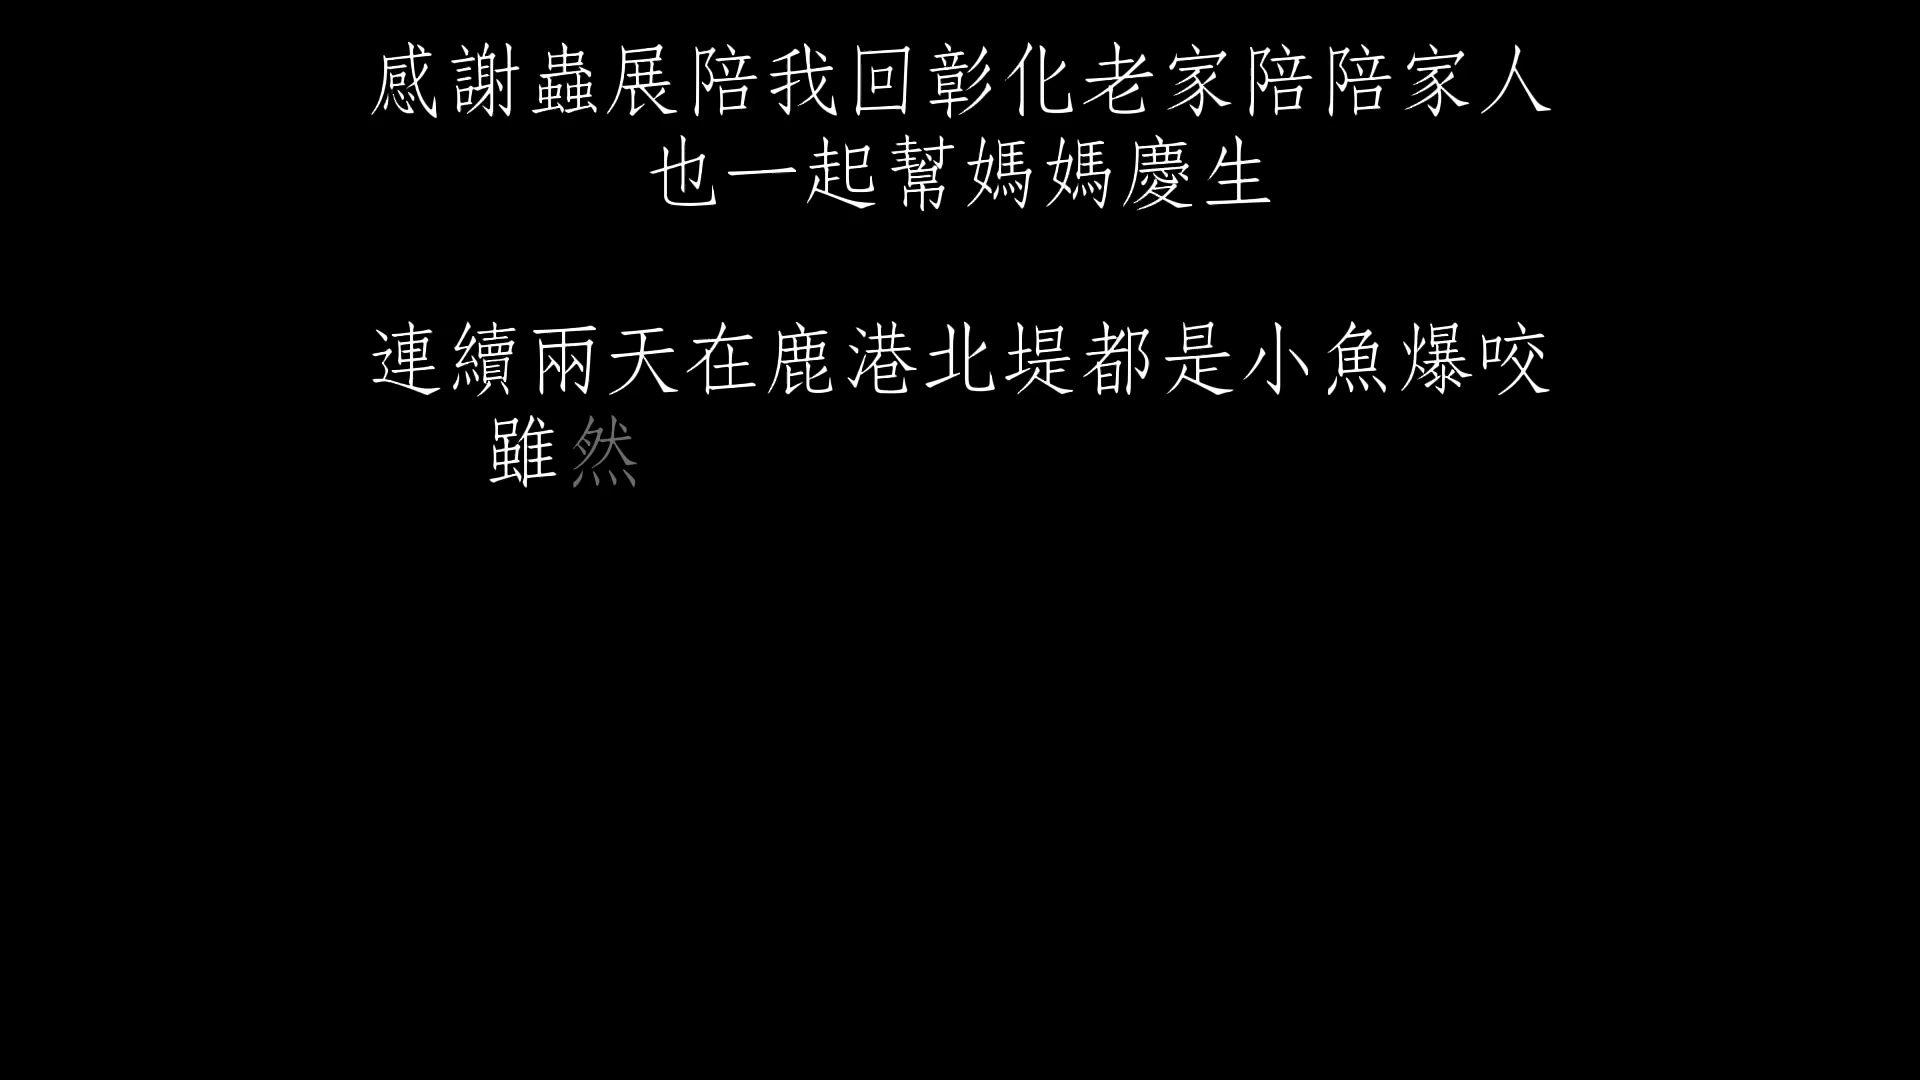 感謝蟲展陪我回彰化老家陪陪家人
也一起幫媽媽慶生
連續兩天在鹿港北堤都是小魚爆咬
雖然